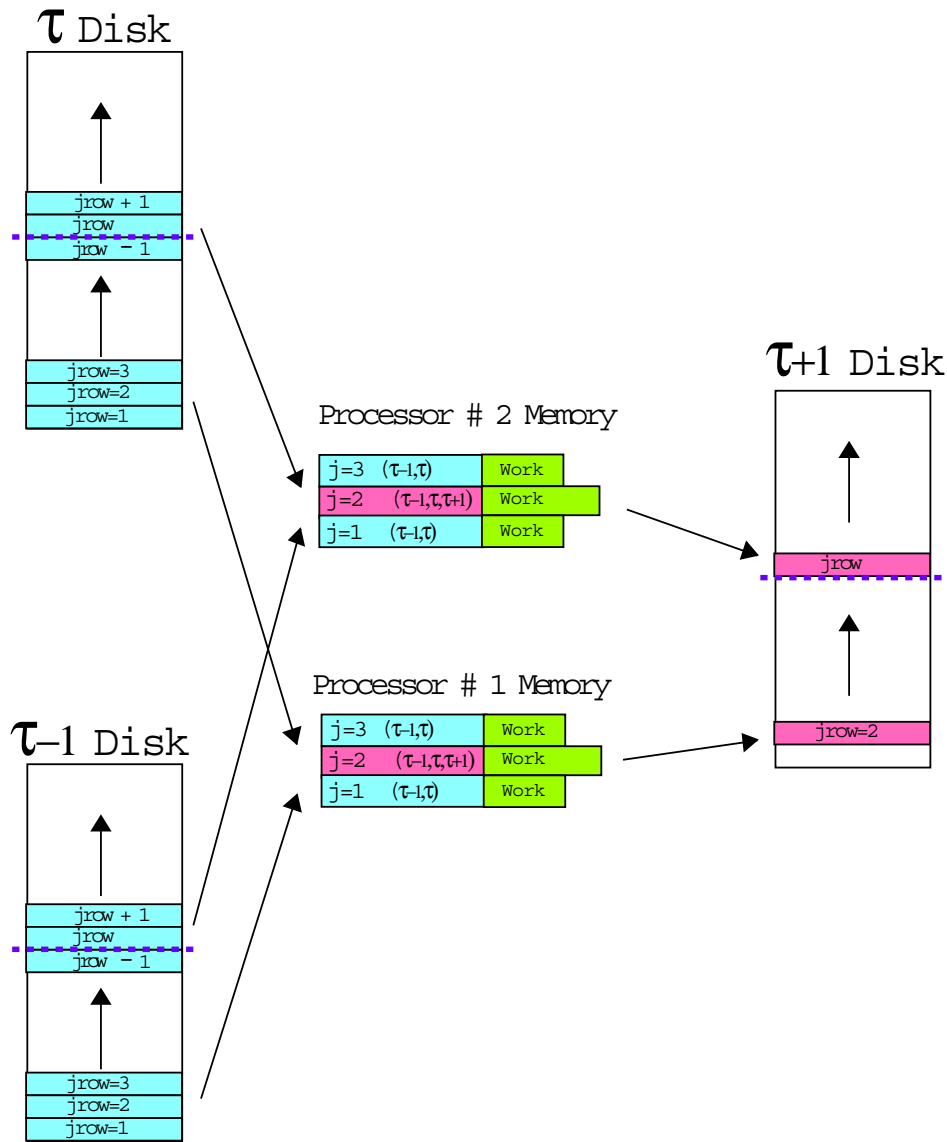 τ Disk
jrow + 1
jrow
jrow - 1
jrow=3
jrow=2
jrow=1
τ-1 Disk
jrow + 1
jrow
jrow - 1
jrow=3
jrow=2
jrow=1
Processor # 2 Memory
j=3 (τ-1,τ) Work
j=2 (τ-1,τ,τ+1) Work
j=1 (τ-1,τ) Work
Processor # 1 Memory
j=3 (τ-1,τ) Work
j=2 (τ-1,τ,τ+1) Work
j=1 (τ-1,τ) Work
τ+1 Disk
jrow
jrow=2